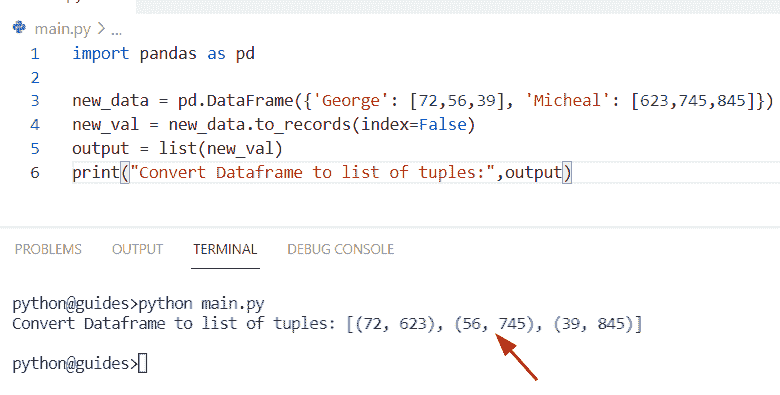 main.py > ...
1 import pandas as pd
2
3 new_data = pd.DataFrame({'George': [72,56,39], 'Micheal': [623,745,845]})
4 new_val = new_data.to_records(index=False)
5 output = list(new_val)
6 print("Convert Dataframe to list of tuples:",output)
PROBLEMS OUTPUT TERMINAL DEBUG CONSOLE
python@guides>python main.py
Convert Dataframe to list of tuples: [(72, 623), (56, 745), (39, 845)]
python@guides>